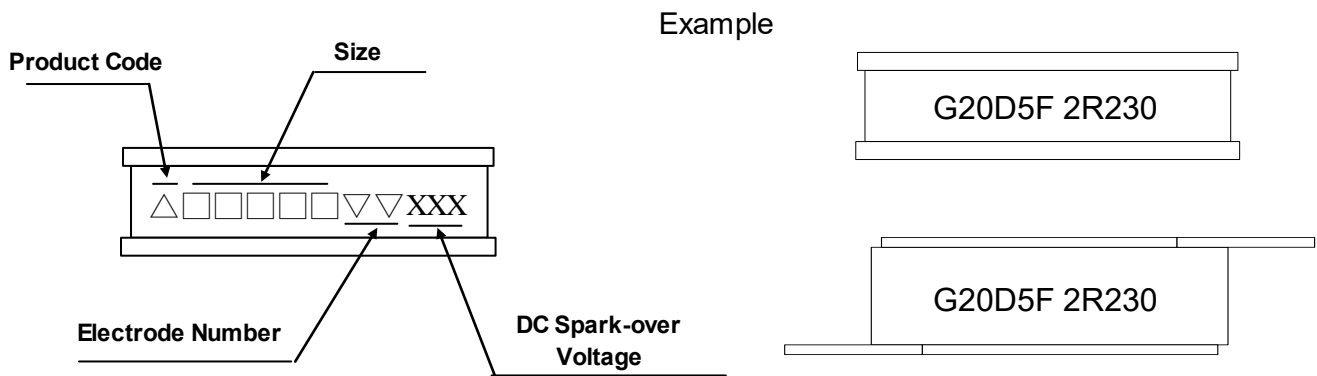 Example
Product Code
Size
△□□□□□▽▽XXX
Electrode Number
DC Spark-over
Voltage
G20D5F 2R230
G20D5F 2R230